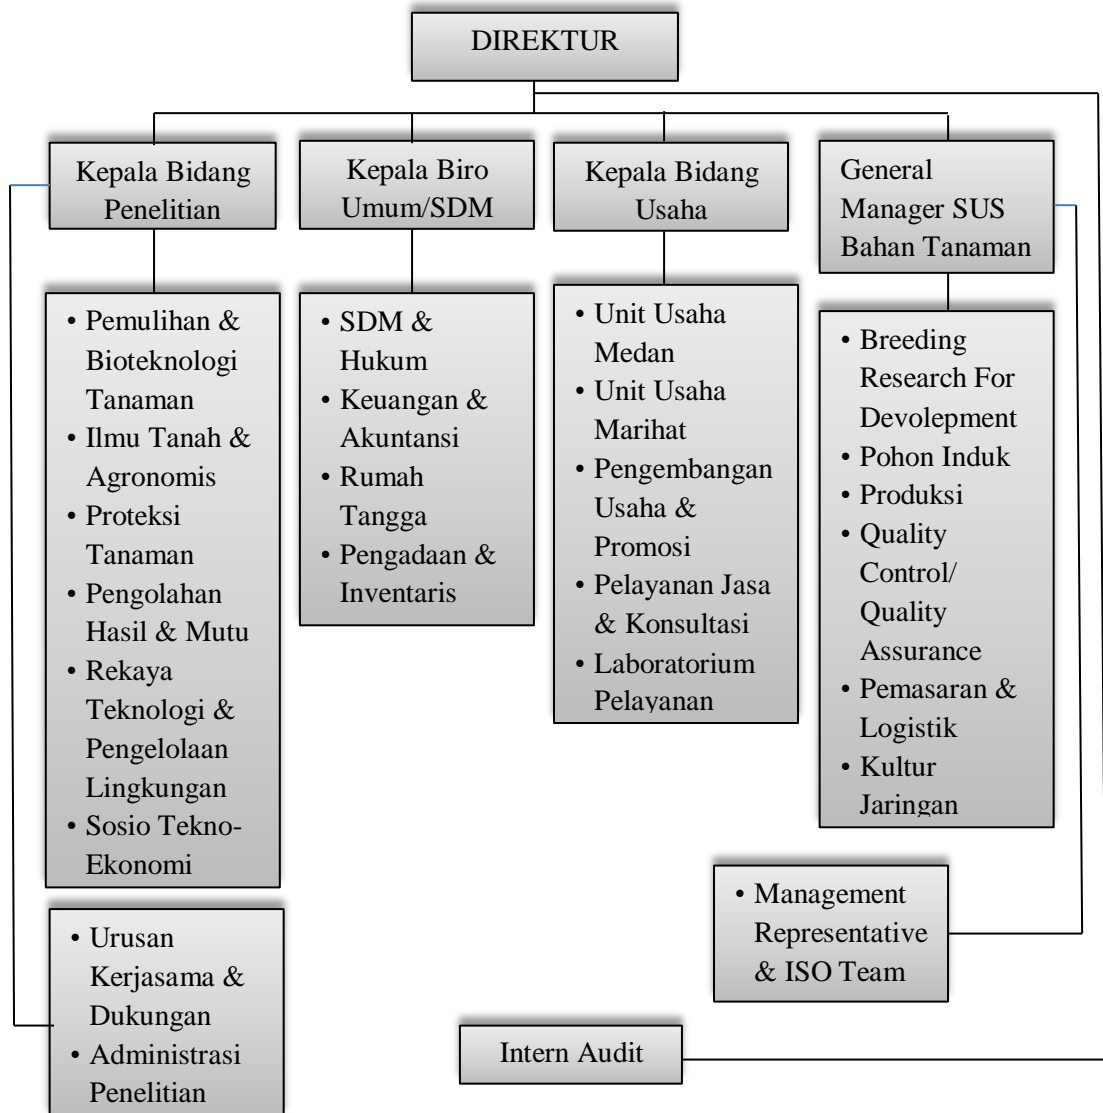 DIREKTUR
Kepala Bidang
Penelitian
Kepala Biro
Umum/SDM
Kepala Bidang
Usaha
General
Manager SUS
Bahan Tanaman
• Pemulihan &
Bioteknologi
Tanaman
• Ilmu Tanah &
Agronomis
• Proteksi
Tanaman
• Pengolahan
Hasil & Mutu
• Rekaya
Teknologi &
Pengelolaan
Lingkungan
• Sosio Tekno-
Ekonomi
• SDM &
Hukum
• Keuangan &
Akuntansi
• Rumah
Tangga
• Pengadaan &
Inventaris
• Unit Usaha
Medan
• Unit Usaha
Marihat
• Pengembangan
Usaha &
Promosi
• Pelayanan Jasa
& Konsultasi
• Laboratorium
Pelayanan
• Breeding
Research For
Devolepment
• Pohon Induk
• Produksi
• Quality
Control/
Quality
Assurance
• Pemasaran &
Logistik
• Kultur
Jaringan
• Urusan
Kerjasama &
Dukungan
• Administrasi
Penelitian
• Management
Representative
& ISO Team
Intern Audit